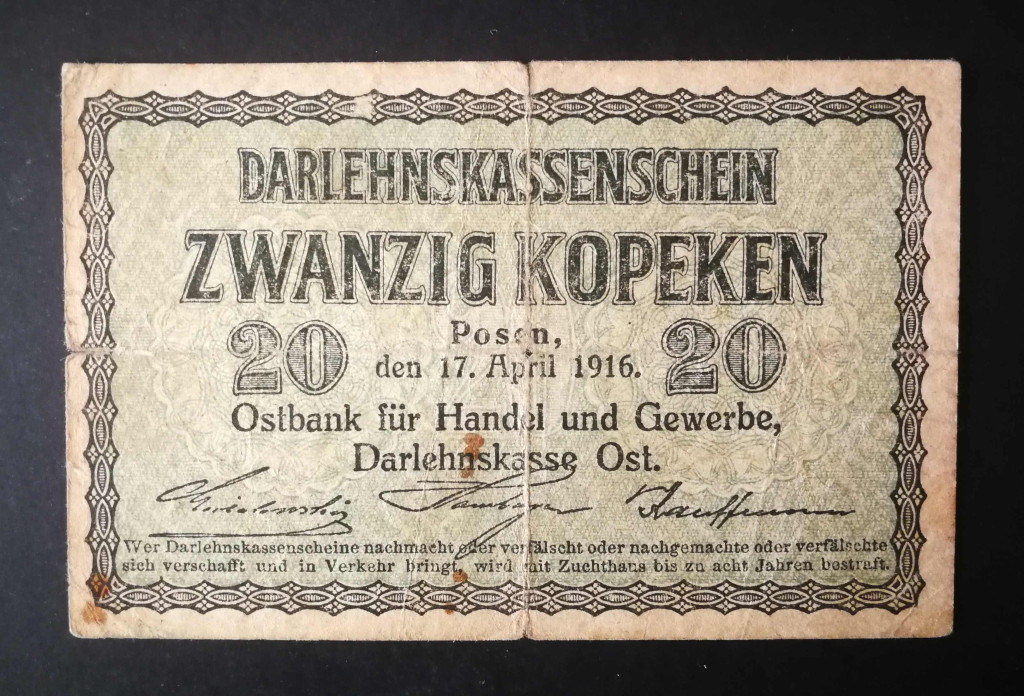 DARLEHNSKASSENSCHEIN
ZWANZIG KOPEKEN
20 Posen, 20
den 17. April 1916.
Ostbank für Handel und Gewerbe,
Darlehnskasse Ost.
Kauffmann
Wer Darlehnskassenscheine nachmacht oder verfälscht oder nachgemachte oder verfälschte
sich verschafft und in Verkehr bringt, wird mit Zuchthaus bis zu acht Jahren bestraft.